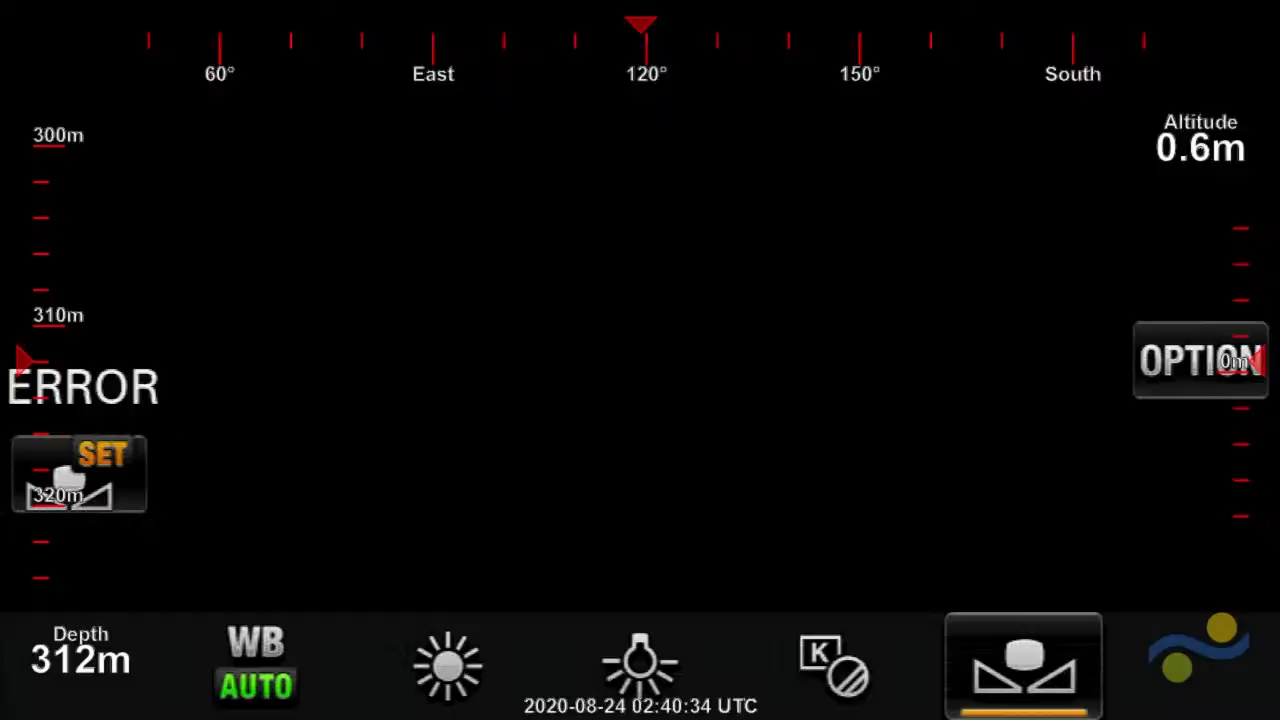 60° East 120° 150° South
300m
Altitude
0.6m
310m
OPTION
0m
ERROR
SET
320m
Depth
312m
WB
AUTO
K
2020-08-24 02:40:34 UTC